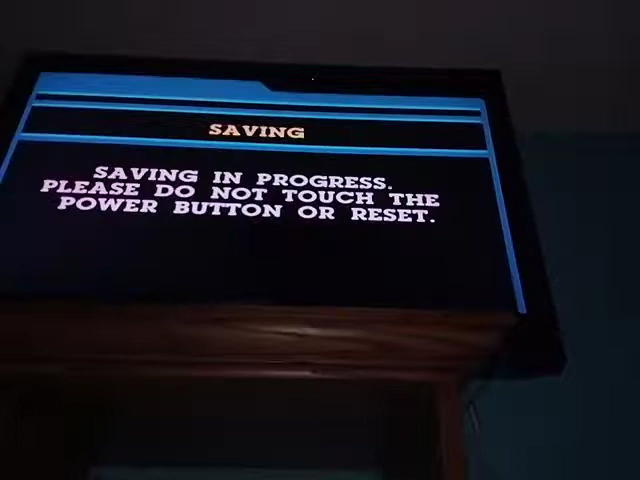 SAVING
SAVING IN PROGRESS.
PLEASE DO NOT TOUCH THE
POWER BUTTON OR RESET.